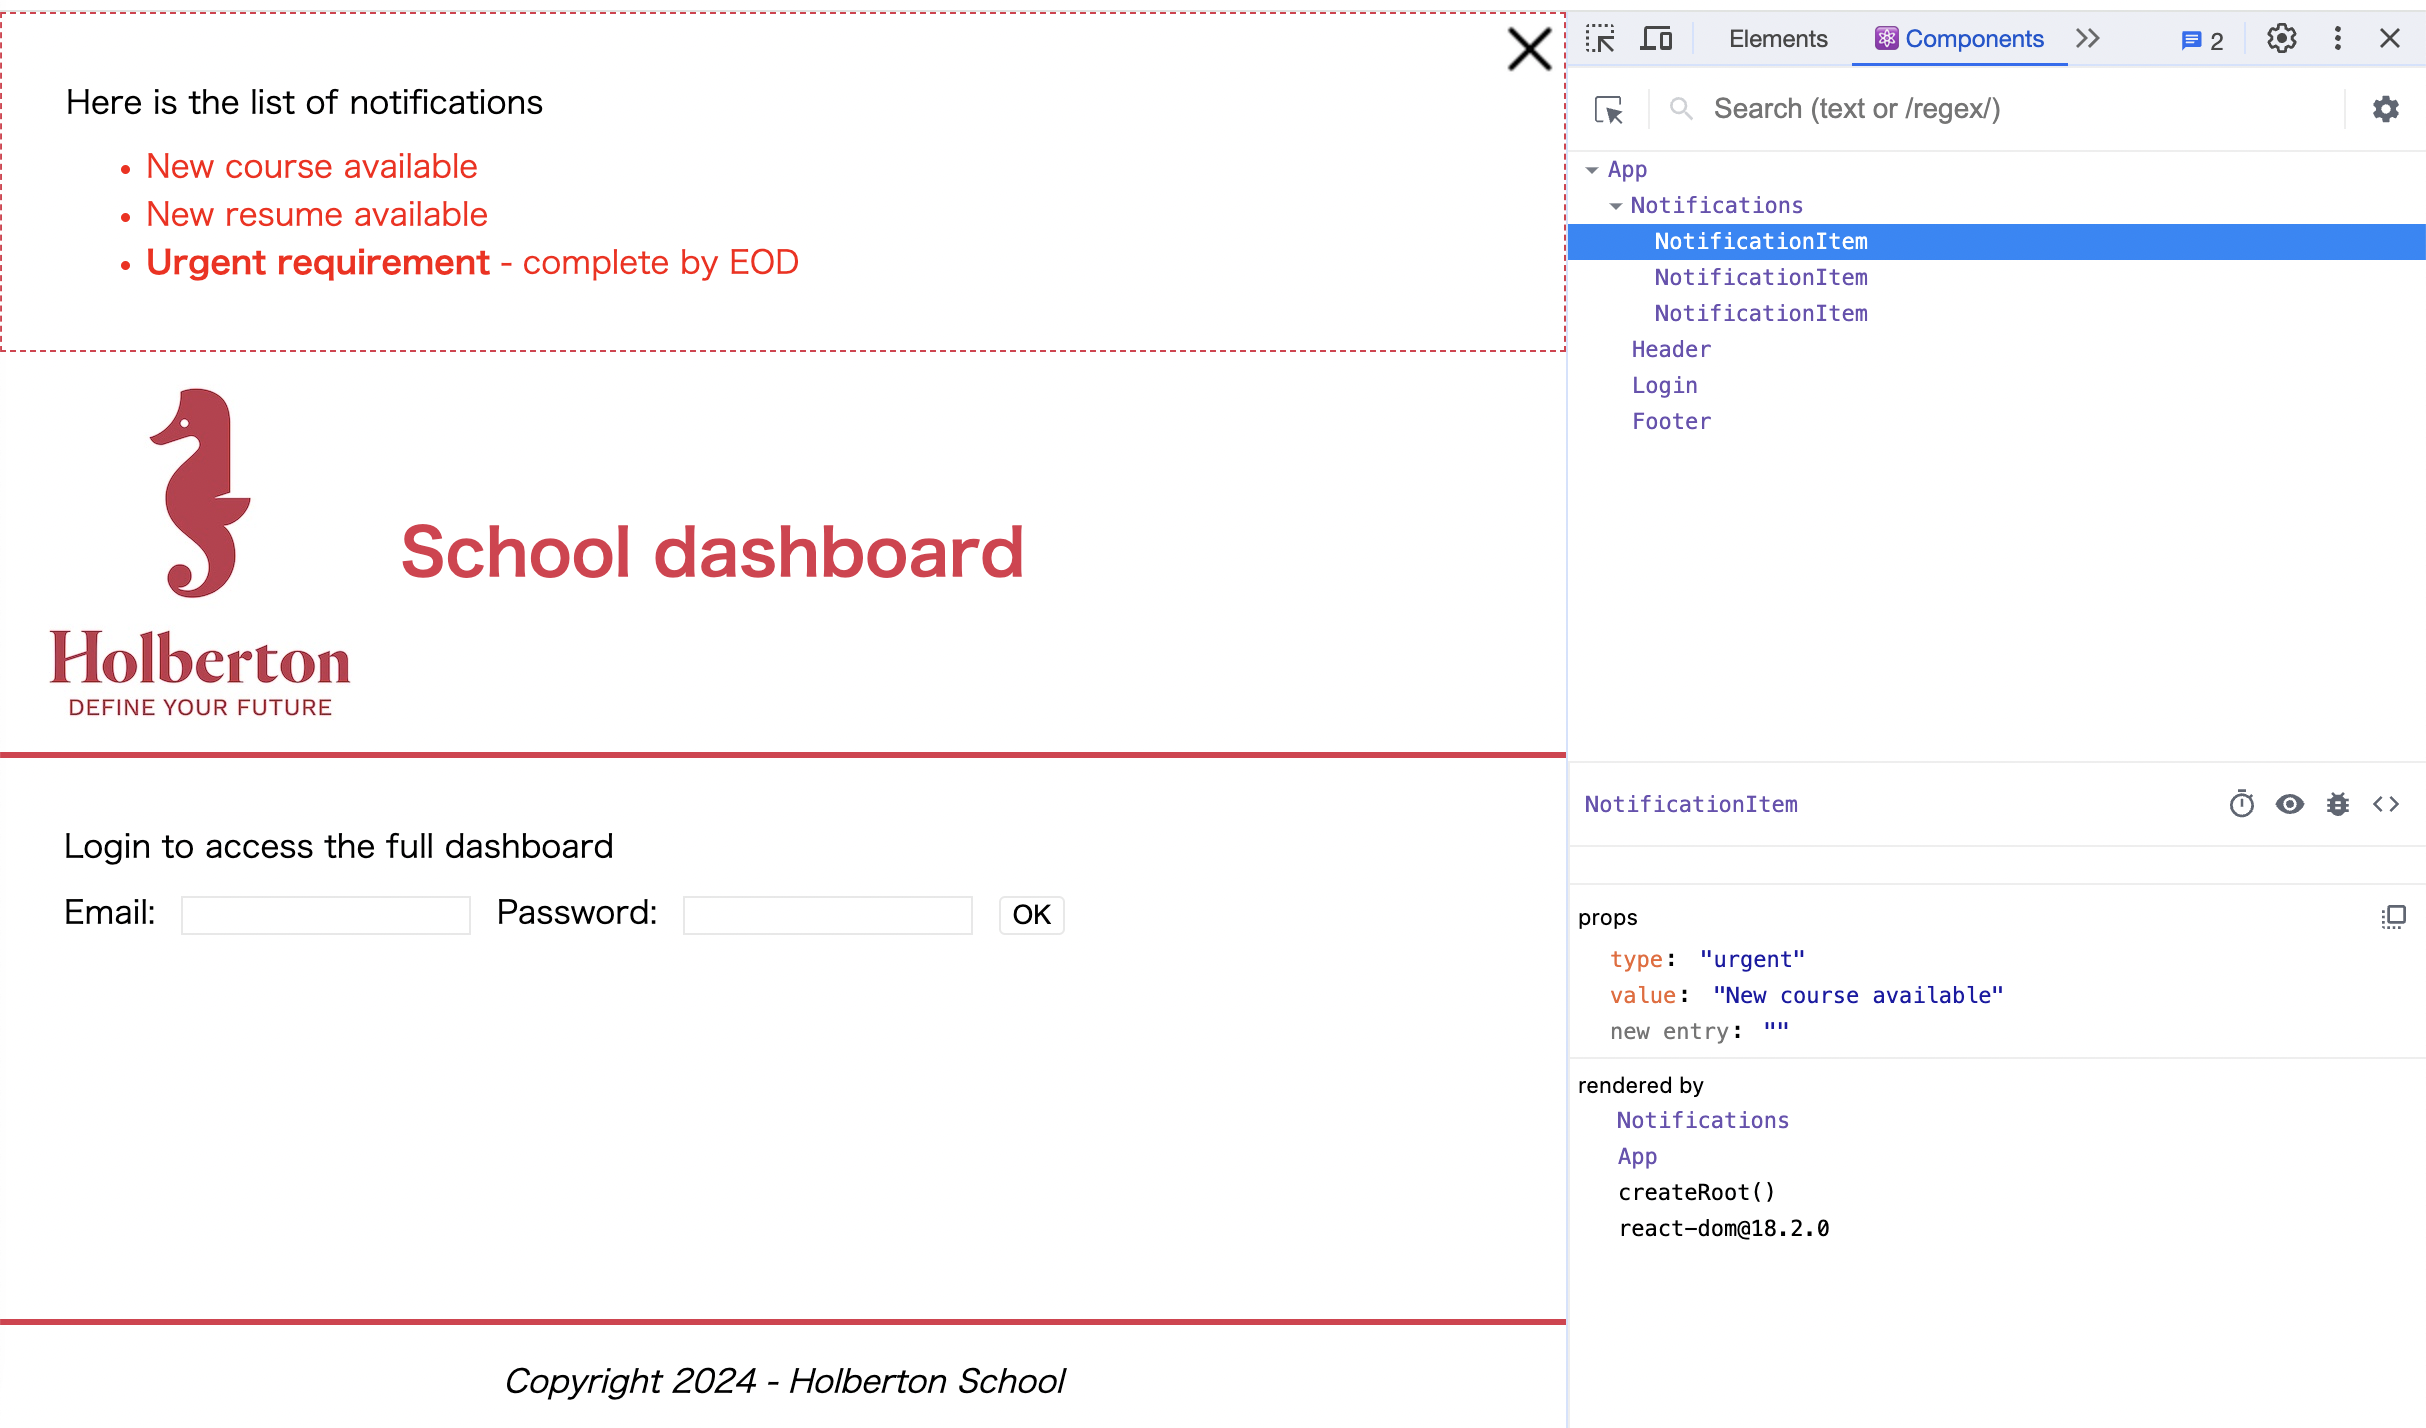 Here is the list of notifications
• New course available
• New resume available
• Urgent requirement - complete by EOD
Holberton
DEFINE YOUR FUTURE
School dashboard
Login to access the full dashboard
Email: Password: OK
Copyright 2024 - Holberton School
Elements Components 2
Search (text or /regex/)
App
Notifications
NotificationItem
NotificationItem
NotificationItem
Header
Login
Footer
NotificationItem
props
type: "urgent"
value: "New course available"
new entry: ""
rendered by
Notifications
App
createRoot()
react-dom@18.2.0